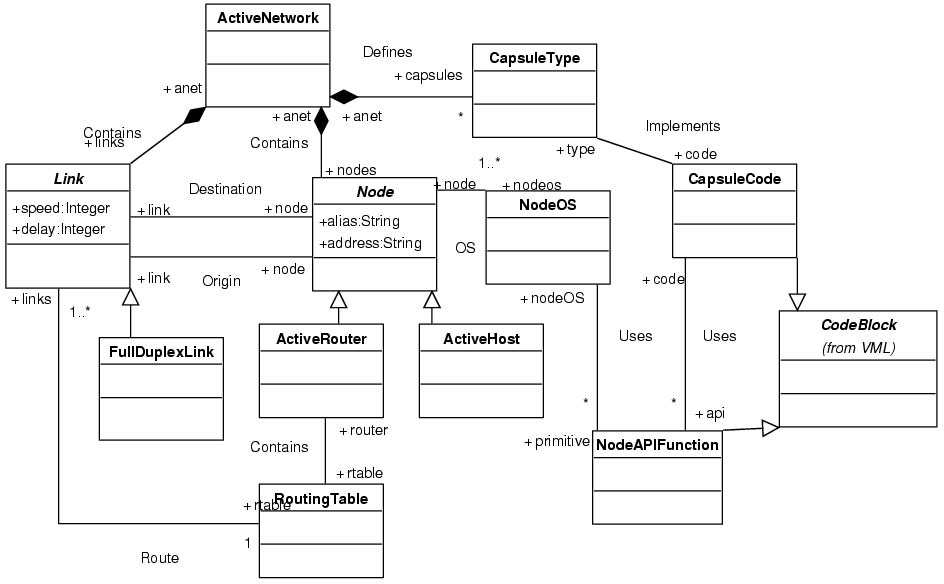 ActiveNetwork
Defines
CapsuleType
+ capsules
+ anet
+ anet
+ anet
*
Contains
+ links
Contains
Implements
+ type
+ code
1..*
+ nodes
Link
+speed:Integer
+delay:Integer
Destination
+ link
+ node
Node
+alias:String
+address:String
+ node
+ nodeos
NodeOS
CapsuleCode
OS
+ link
Origin
+ node
+ nodeOS
+ code
+ links
1..*
FullDuplexLink
ActiveRouter
ActiveHost
Uses
Uses
CodeBlock
(from VML)
*
*
+ api
+ router
Contains
+ primitive
NodeAPIFunction
+ rtable
+ rtable
RoutingTable
1
Route